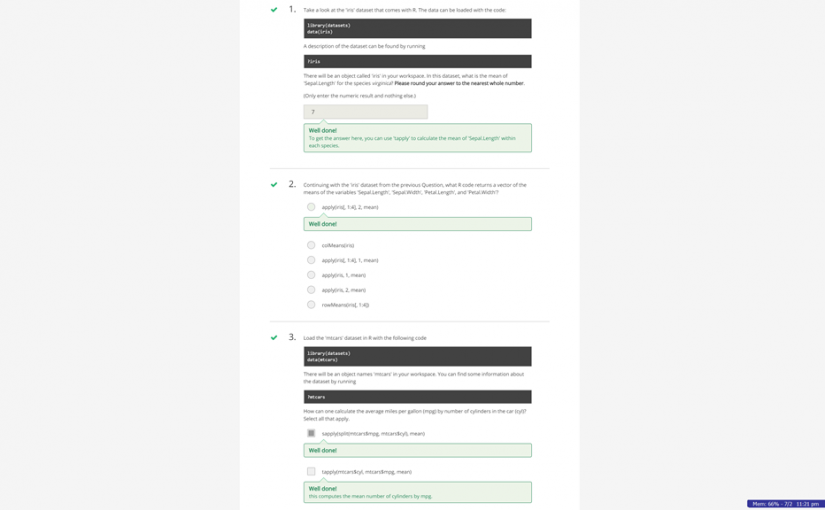 1. Take a look at the 'iris' dataset that comes with R. The data can be loaded with the code:
library(datasets)
data(iris)
A description of the dataset can be found by running
?iris
There will be an object called 'iris' in your workspace. In this dataset, what is the mean of
'Sepal.Length' for the species virginica? Please round your answer to the nearest whole number.
(Only enter the numeric result and nothing else.)
7
Well done!
To get the answer here, you can use 'tapply' to calculate the mean of 'Sepal.Length' within
each species.
2. Continuing with the 'iris' dataset from the previous Question, what R code returns a vector of the
means of the variables 'Sepal.Length', 'Sepal.Width', 'Petal.Length', and 'Petal.Width'?
apply(iris[, 1:4], 2, mean)
Well done!
colMeans(iris)
apply(iris[, 1:4], 1, mean)
apply(iris, 1, mean)
apply(iris, 2, mean)
rowMeans(iris[, 1:4])
3. Load the 'mtcars' dataset in R with the following code
library(datasets)
data(mtcars)
There will be an object names 'mtcars' in your workspace. You can find some information about
the dataset by running
?mtcars
How can one calculate the average miles per gallon (mpg) by number of cylinders in the car (cyl)?
Select all that apply.
sapply(split(mtcars$mpg, mtcars$cyl), mean)
Well done!
tapply(mtcars$cyl, mtcars$mpg, mean)
Well done!
this computes the mean number of cylinders by mpg.
Mem: 66% - 7/2 11:21 pm